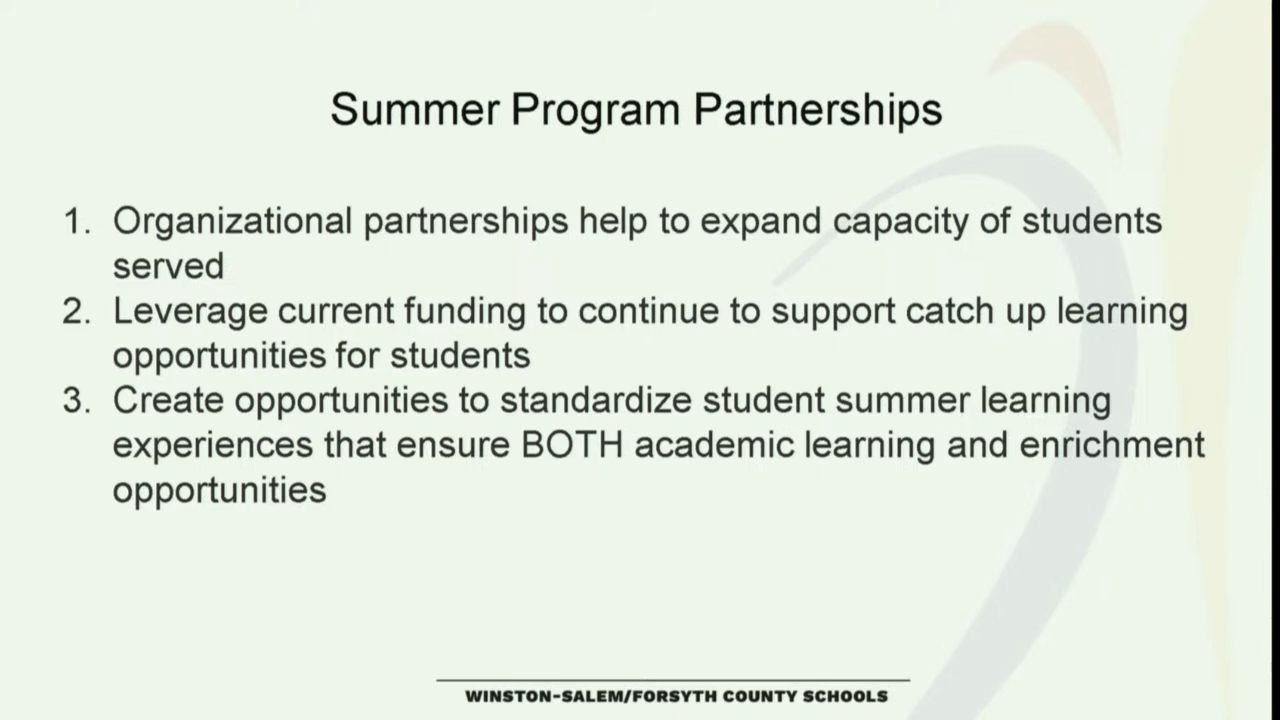 Summer Program Partnerships
1. Organizational partnerships help to expand capacity of students
served
2. Leverage current funding to continue to support catch up learning
opportunities for students
3. Create opportunities to standardize student summer learning
experiences that ensure BOTH academic learning and enrichment
opportunities
WINSTON-SALEM/FORSYTH COUNTY SCHOOLS